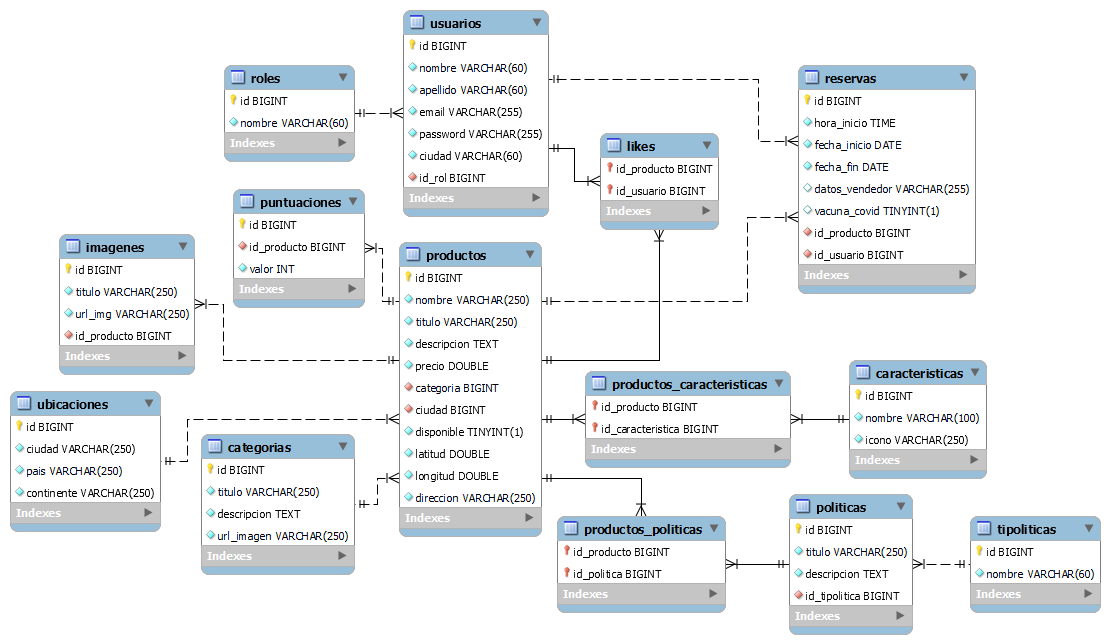 usuarios
id BIGINT
nombre VARCHAR(60)
apellido VARCHAR(60)
email VARCHAR(255)
password VARCHAR(255)
ciudad VARCHAR(60)
id_rol BIGINT
Indexes
roles
id BIGINT
nombre VARCHAR(60)
Indexes
reservas
id BIGINT
hora_inicio TIME
fecha_inicio DATE
fecha_fin DATE
datos_vendedor VARCHAR(255)
vacuna_covid TINYINT(1)
id_producto BIGINT
id_usuario BIGINT
Indexes
likes
id_producto BIGINT
id_usuario BIGINT
Indexes
puntuaciones
id BIGINT
id_producto BIGINT
valor INT
Indexes
imagenes
id BIGINT
titulo VARCHAR(250)
url_img VARCHAR(250)
id_producto BIGINT
Indexes
productos
id BIGINT
nombre VARCHAR(250)
titulo VARCHAR(250)
descripcion TEXT
precio DOUBLE
categoria BIGINT
ciudad BIGINT
disponible TINYINT(1)
latitud DOUBLE
longitud DOUBLE
direccion VARCHAR(250)
Indexes
ubicaciones
id BIGINT
ciudad VARCHAR(250)
pais VARCHAR(250)
continente VARCHAR(250)
Indexes
categorias
id BIGINT
titulo VARCHAR(250)
descripcion TEXT
url_imagen VARCHAR(250)
Indexes
productos_caracteristicas
id_producto BIGINT
id_caracteristica BIGINT
Indexes
caracteristicas
id BIGINT
nombre VARCHAR(100)
icono VARCHAR(250)
Indexes
productos_politicas
id_producto BIGINT
id_politica BIGINT
Indexes
politicas
id BIGINT
titulo VARCHAR(250)
descripcion TEXT
id_tipolitica BIGINT
Indexes
tipoliticas
id BIGINT
nombre VARCHAR(60)
Indexes